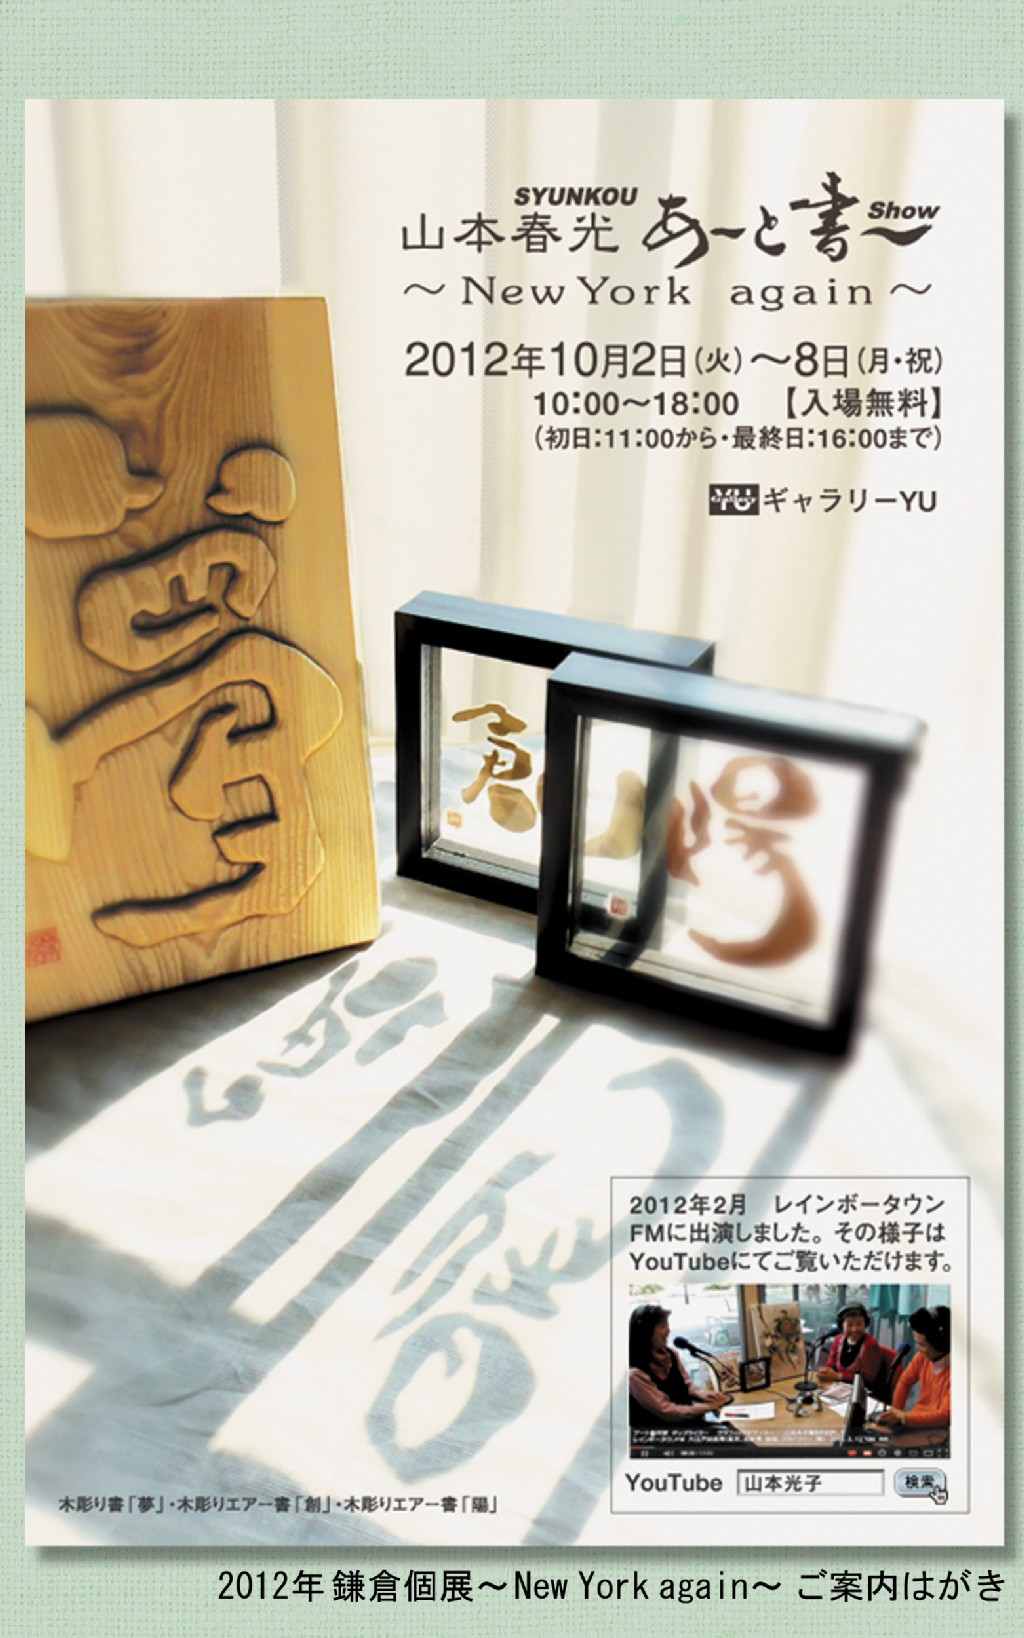 SYUNKOU
山本春光 あーと書～ Show
～New York again～
2012年10月2日(火)～8日(月・祝)
10:00～18:00 【入場無料】
(初日:11:00から・最終日:16:00まで)
YU ギャラリーYU
創
陽
2012年2月 レインボータウン
FMに出演しました。その様子は
YouTubeにてご覧いただけます。
YouTube 山本光子 検索
木彫り書「夢」・木彫りエアー書「創」・木彫りエアー書「陽」
2012年 鎌倉個展～New York again～ ご案内はがき